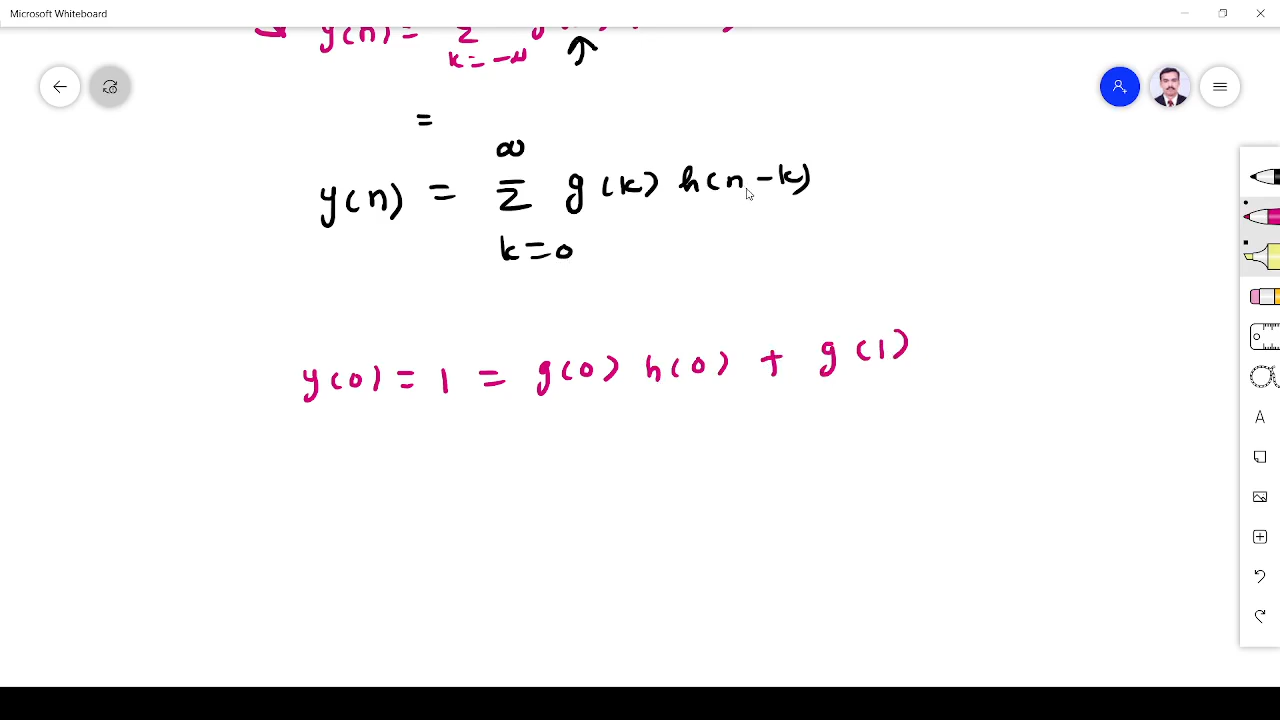 Microsoft Whiteboard
y(n) = Σ
k = -∞
=
∞
y(n) = Σ g(k) h(n-k)
k=0
y(0) = 1 = g(0) h(0) + g(1)
A